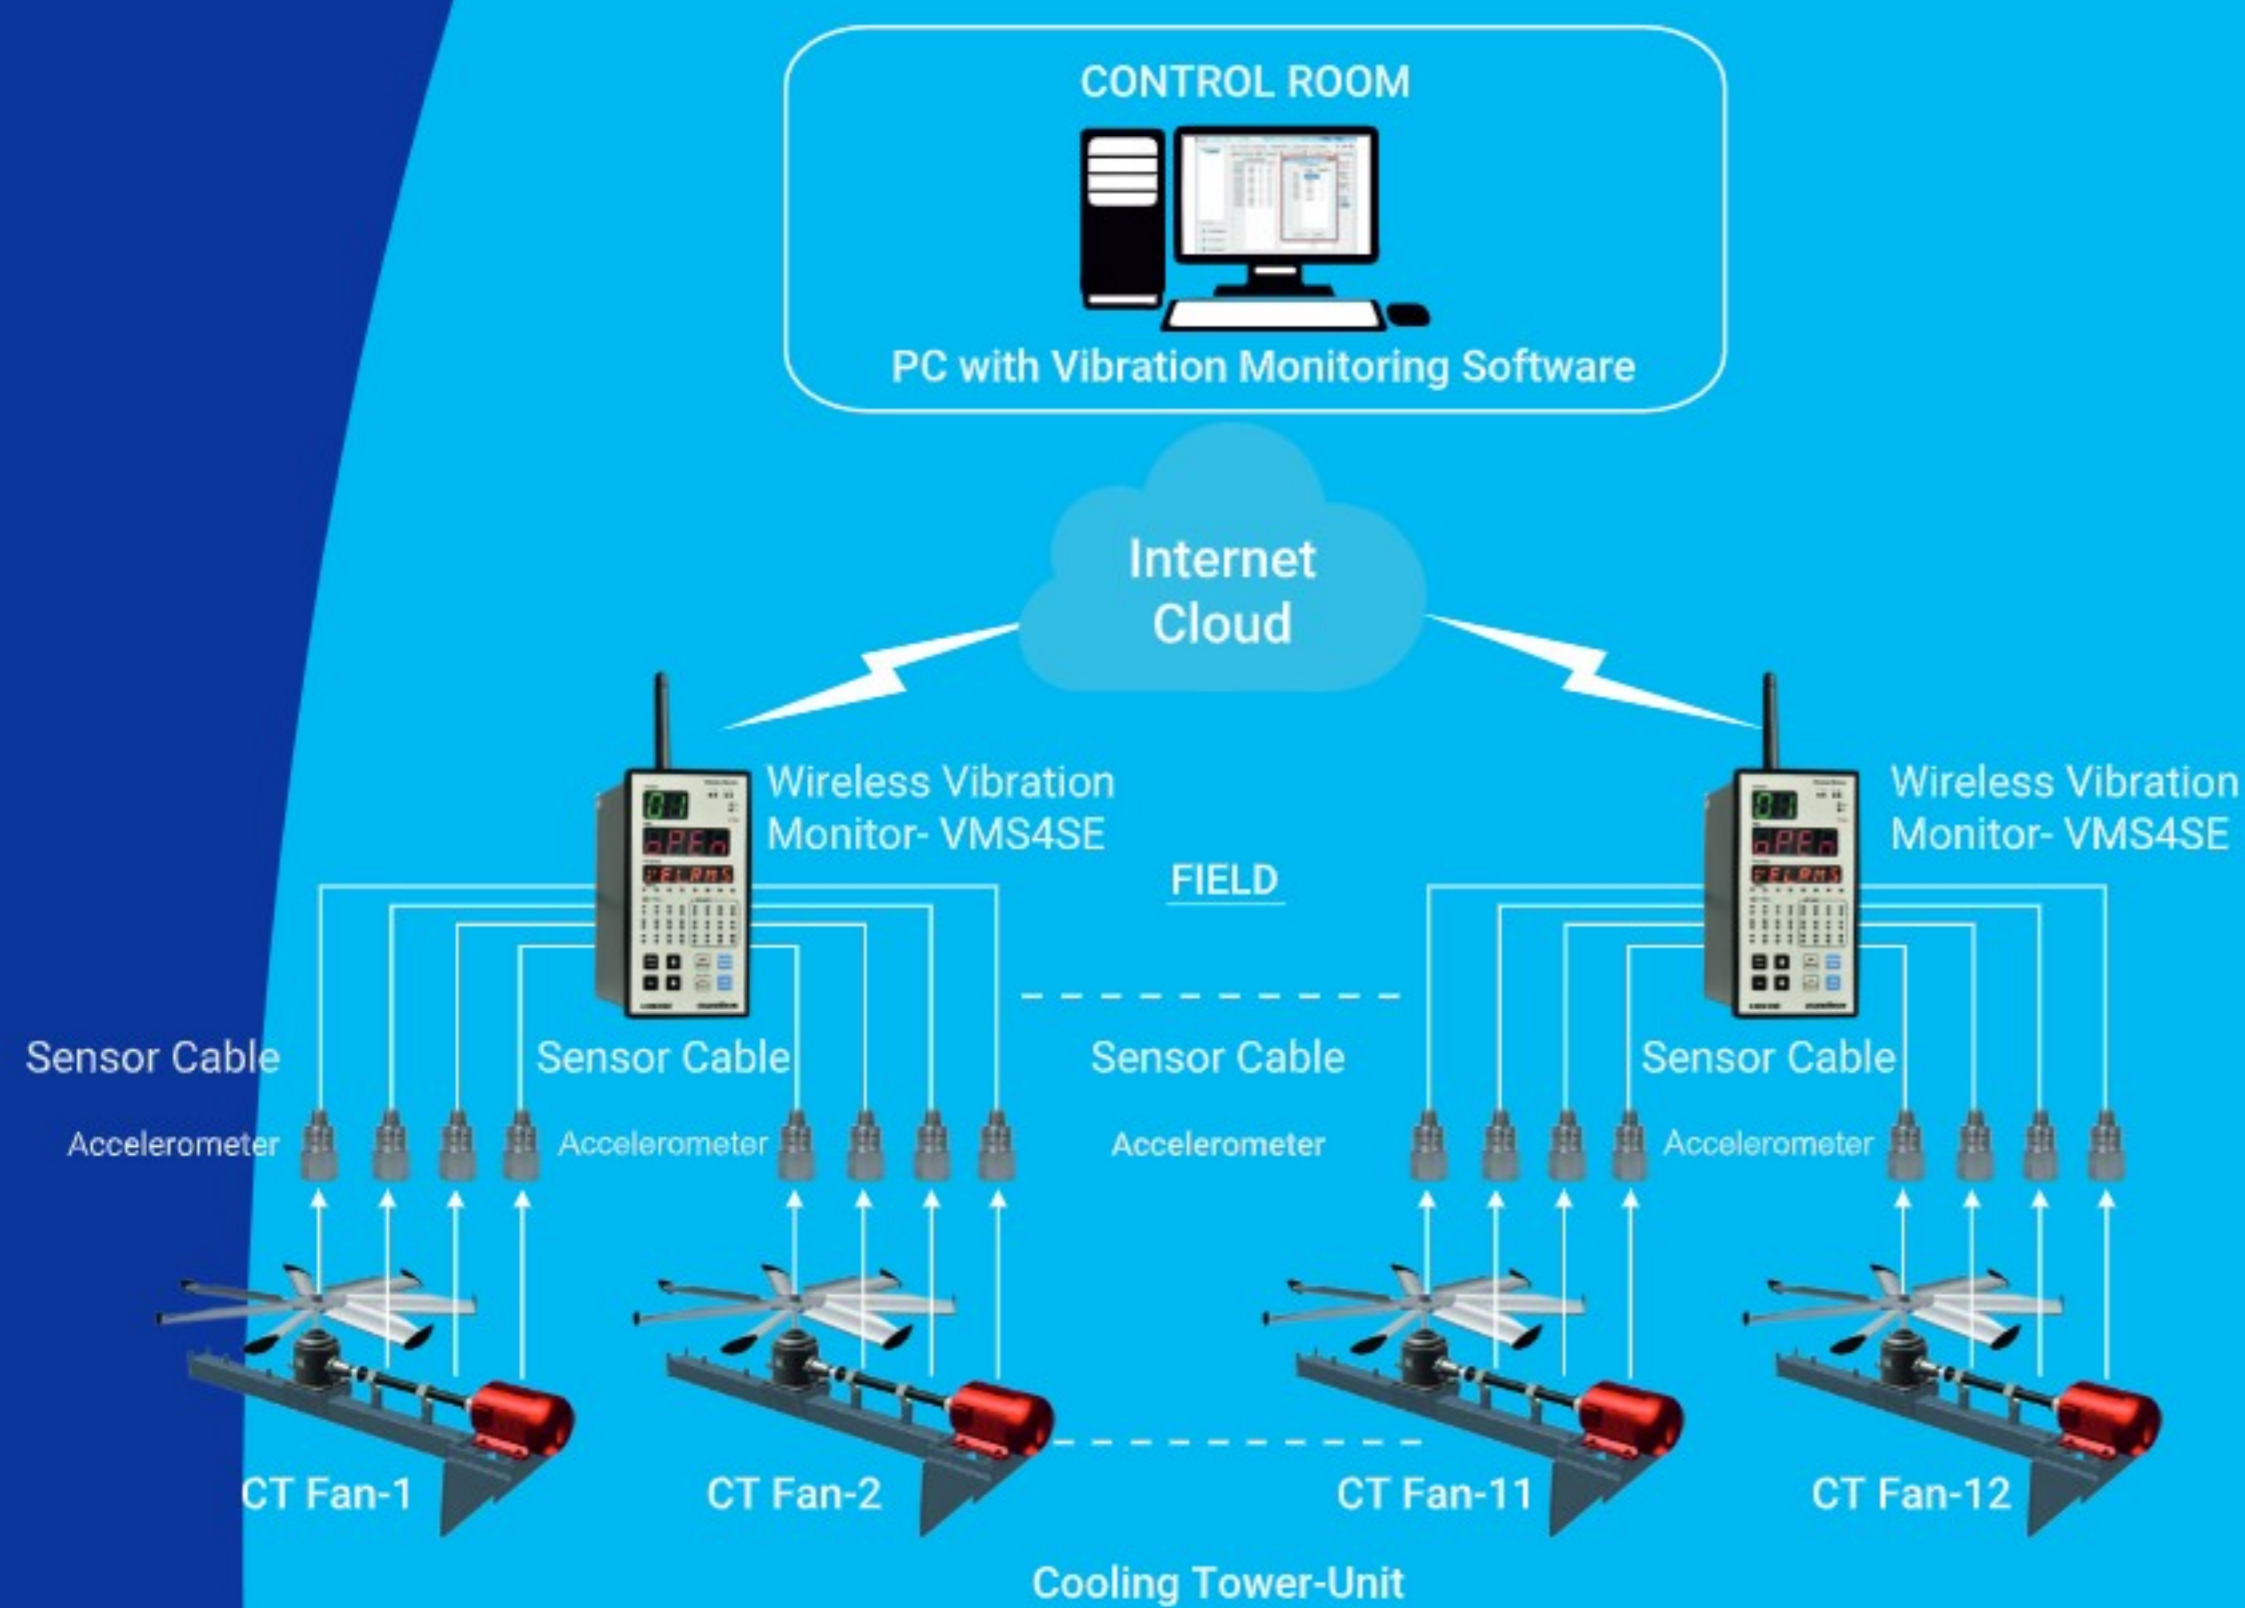 CONTROL ROOM
PC with Vibration Monitoring Software
Internet
Cloud
Wireless Vibration
Monitor- VMS4SE
Wireless Vibration
Monitor- VMS4SE
FIELD
Sensor Cable
Sensor Cable
Sensor Cable
Sensor Cable
Accelerometer
Accelerometer
Accelerometer
Accelerometer
CT Fan-1
CT Fan-2
CT Fan-11
CT Fan-12
Cooling Tower-Unit